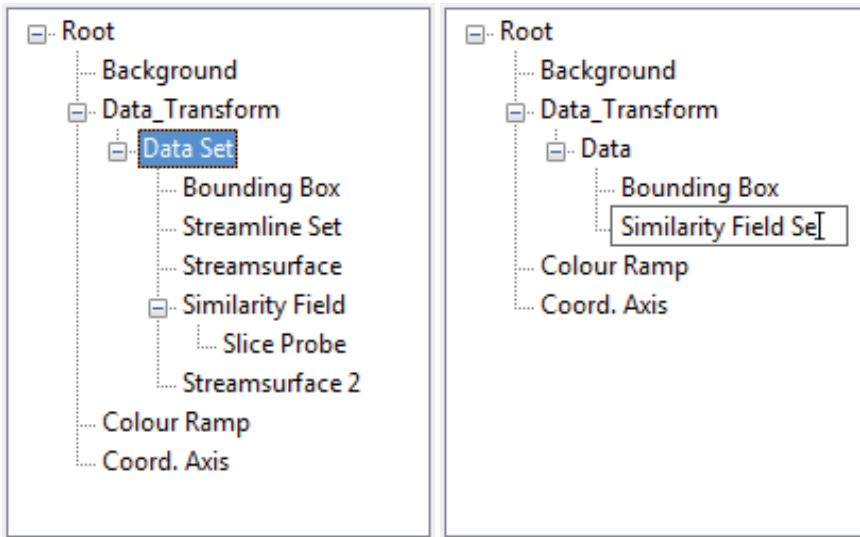 Root
Background
Data_Transform
Data Set
Bounding Box
Streamline Set
Streamsurface
Similarity Field
Slice Probe
Streamsurface 2
Colour Ramp
Coord. Axis
Root
Background
Data_Transform
Data
Bounding Box
Similarity Field Se
Colour Ramp
Coord. Axis